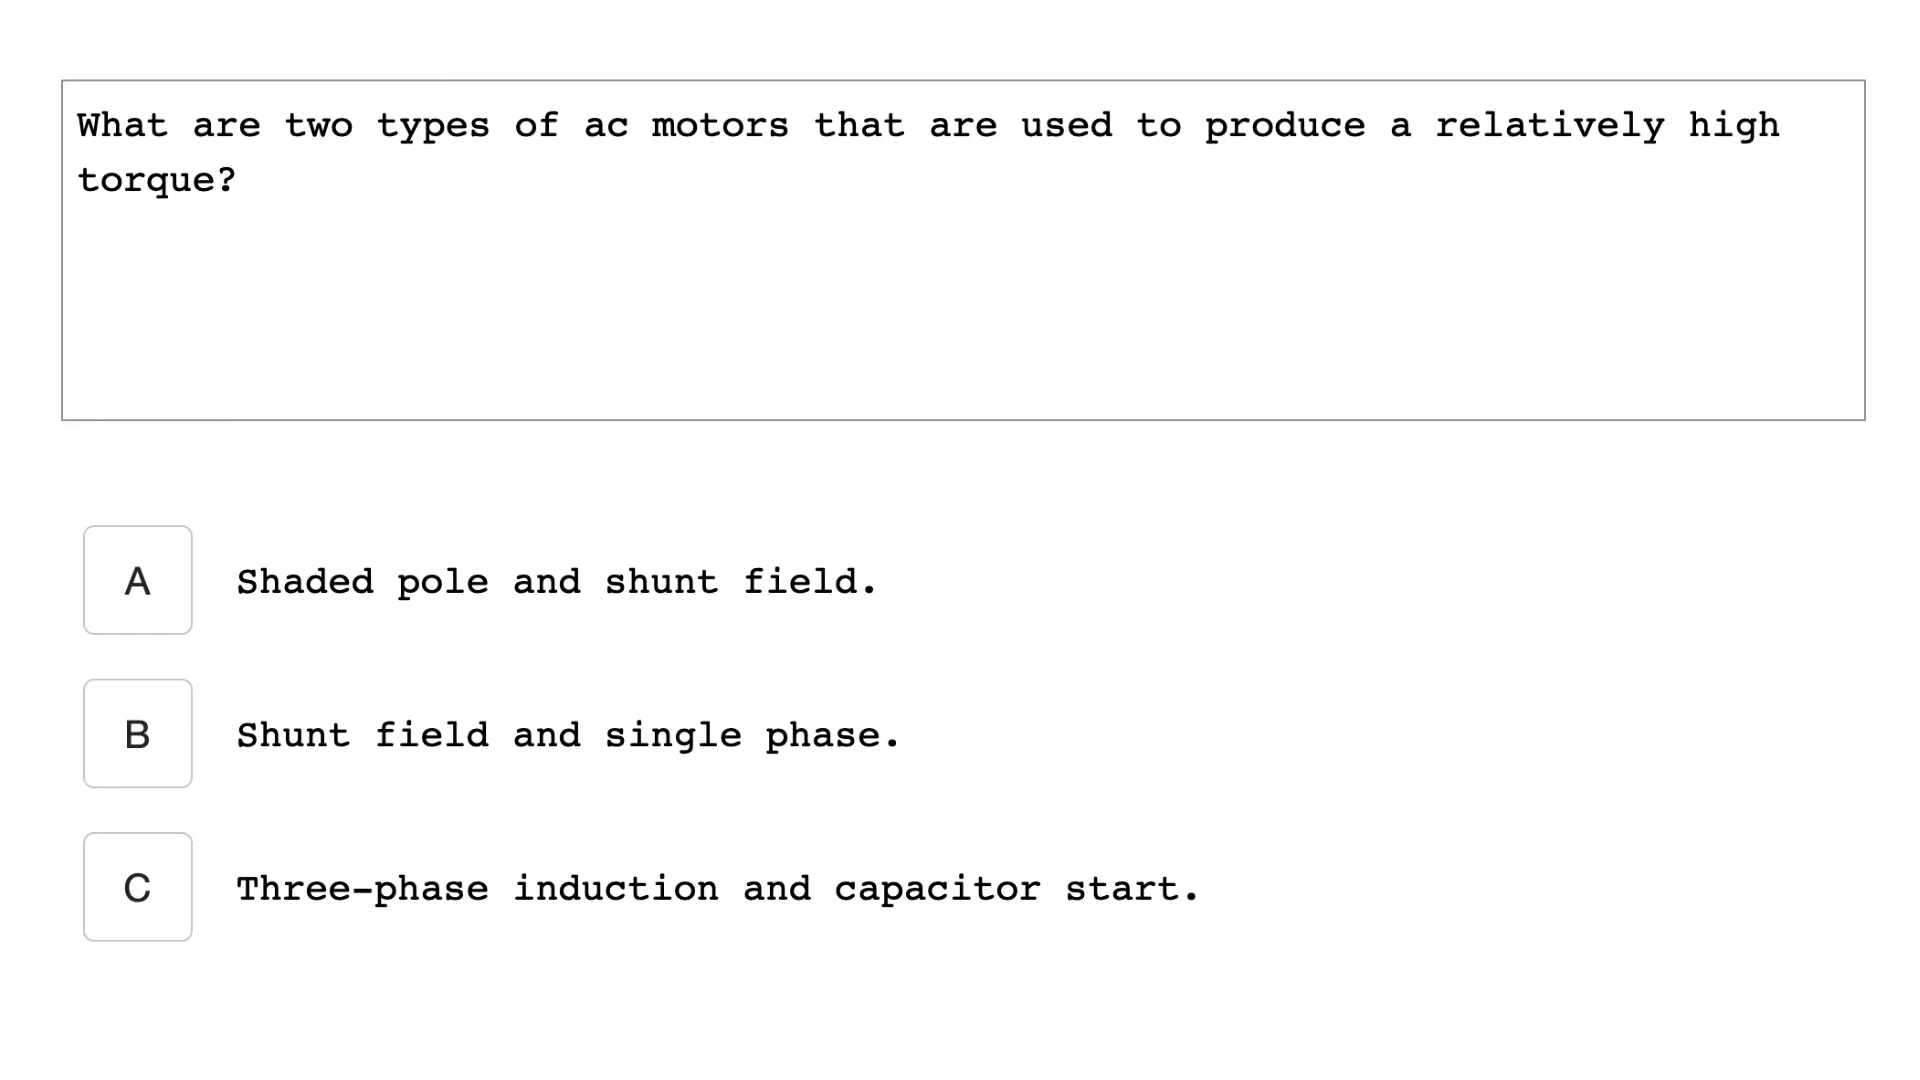 What are two types of ac motors that are used to produce a relatively high
torque?
A Shaded pole and shunt field.
B Shunt field and single phase.
C Three-phase induction and capacitor start.